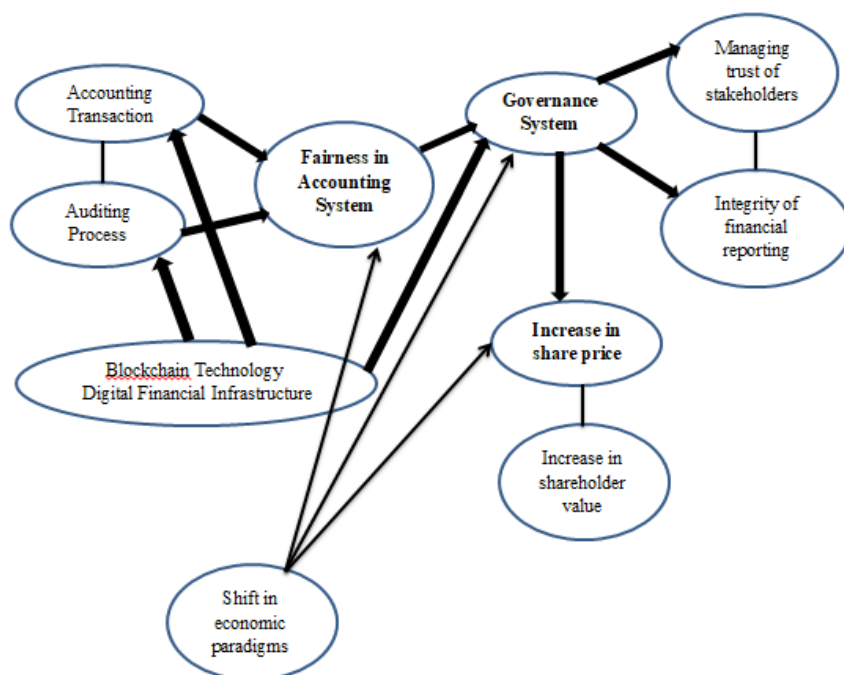 Managing
trust of
stakeholders
Accounting
Transaction
Governance
System
Fairness in
Accounting
System
Auditing
Process
Integrity of
financial
reporting
Increase in
share price
Blockchain Technology
Digital Financial Infrastructure
Increase in
shareholder
value
Shift in
economic
paradigms